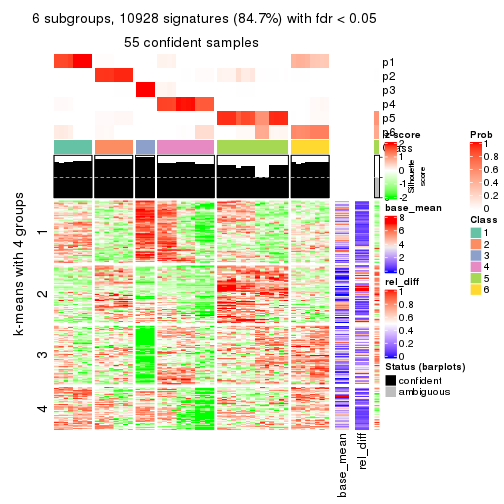 6 subgroups, 10928 signatures (84.7%) with fdr < 0.05
55 confident samples
p1
p2
p3
p4
p5
p6
z-score
2
1
0
-1
-2
Silhouette
score
k-means with 4 groups
1
2
3
4
base_mean
8
6
4
2
0
rel_diff
1
0.8
0.6
0.4
0.2
0
Status (barplots)
confident
ambiguous
Prob
1
0.8
0.6
0.4
0.2
0
Class
1
2
3
4
5
6
base_mean
rel_diff